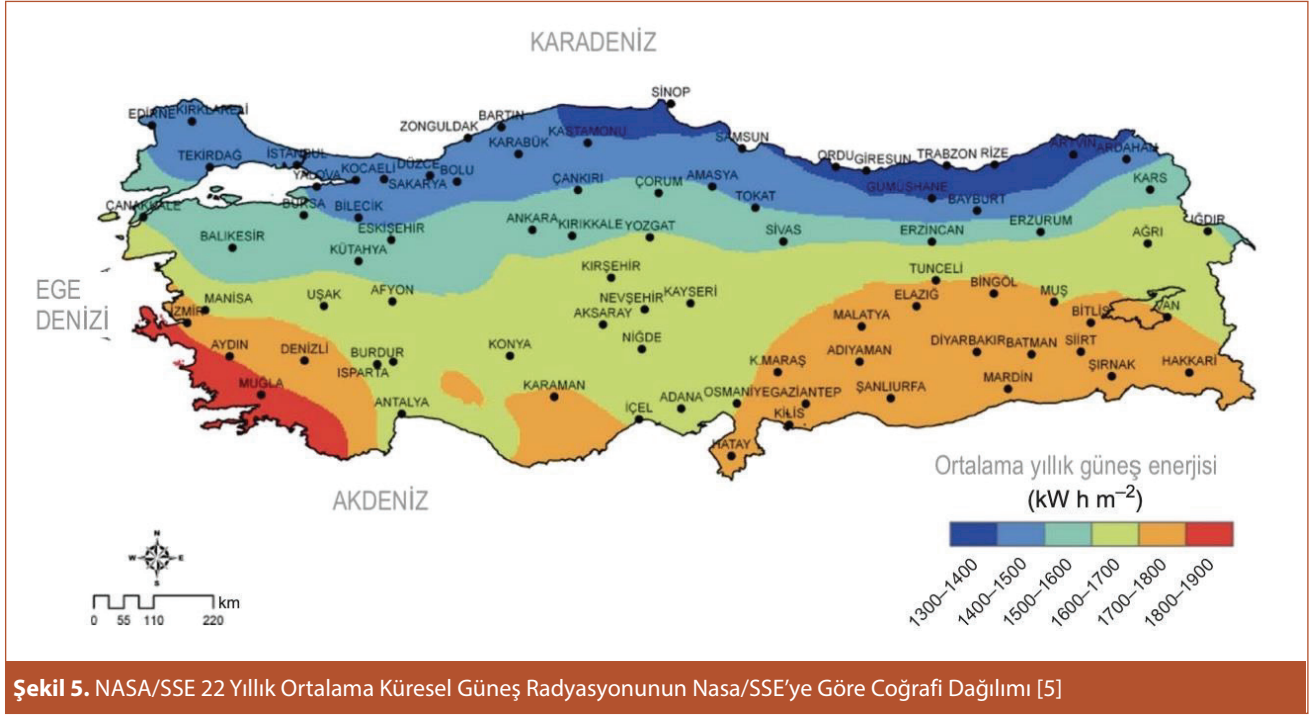 KARADENİZ
SİNOP
EDİRNE KIRKLARELİ
BARTIN
ZONGULDAK
KASTAMONU
SAMSUN
KARABÜK
TEKİRDAĞ
İSTANBUL
KOCAELİ
DÜZCE
BOLU
YALOVA
SAKARYA
ORDU GİRESUN TRABZON RİZE
ARTVİN
ARDAHAN
ÇANKIRI
ÇORUM
AMASYA
TOKAT
GÜMÜŞHANE
BAYBURT
KARS
ÇANAKKALE
BURSA
BİLECİK
ESKİŞEHİR
ANKARA
KIRIKKALE
YOZGAT
SİVAS
ERZİNCAN
ERZURUM
IĞDIR
AĞRI
BALIKESİR
KÜTAHYA
KIRŞEHİR
TUNCELİ
EGE
DENİZİ
MANİSA
UŞAK
AFYON
NEVŞEHİR
KAYSERİ
ELAZIĞ
BİNGÖL
MUŞ
İZMİR
AKSARAY
MALATYA
BİTLİS
VAN
AYDIN
DENİZLİ
BURDUR
ISPARTA
KONYA
NİĞDE
K.MARAŞ
ADIYAMAN
DİYARBAKIR
BATMAN
SİİRT
ŞIRNAK
HAKKARİ
MUĞLA
ANTALYA
KARAMAN
İÇEL
ADANA
OSMANİYE
GAZİANTEP
ŞANLIURFA
MARDİN
KİLİS
HATAY
AKDENİZ
Ortalama yıllık güneş enerjisi
(kW h m⁻²)
1300–1400
1400–1500
1500–1600
1600–1700
1700–1800
1800–1900
N
W E
S
km
0 55 110 220
Şekil 5. NASA/SSE 22 Yıllık Ortalama Küresel Güneş Radyasyonunun Nasa/SSE'ye Göre Coğrafi Dağılımı [5]